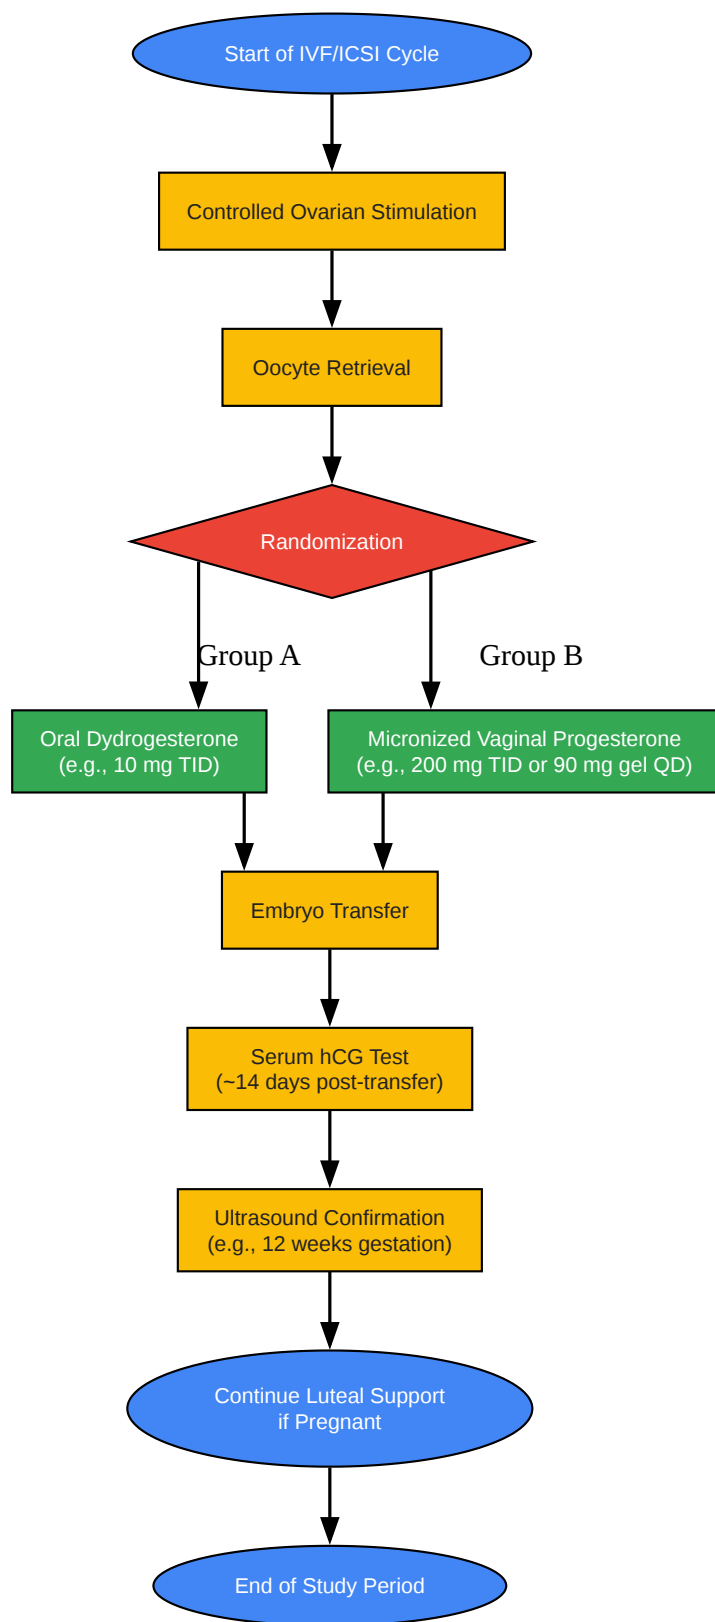 Start of IVF/ICSI Cycle
Controlled Ovarian Stimulation
Oocyte Retrieval
Randomization
Group A
Group B
Oral Dydrogesterone
(e.g., 10 mg TID)
Micronized Vaginal Progesterone
(e.g., 200 mg TID or 90 mg gel QD)
Embryo Transfer
Serum hCG Test
(~14 days post-transfer)
Ultrasound Confirmation
(e.g., 12 weeks gestation)
Continue Luteal Support
if Pregnant
End of Study Period